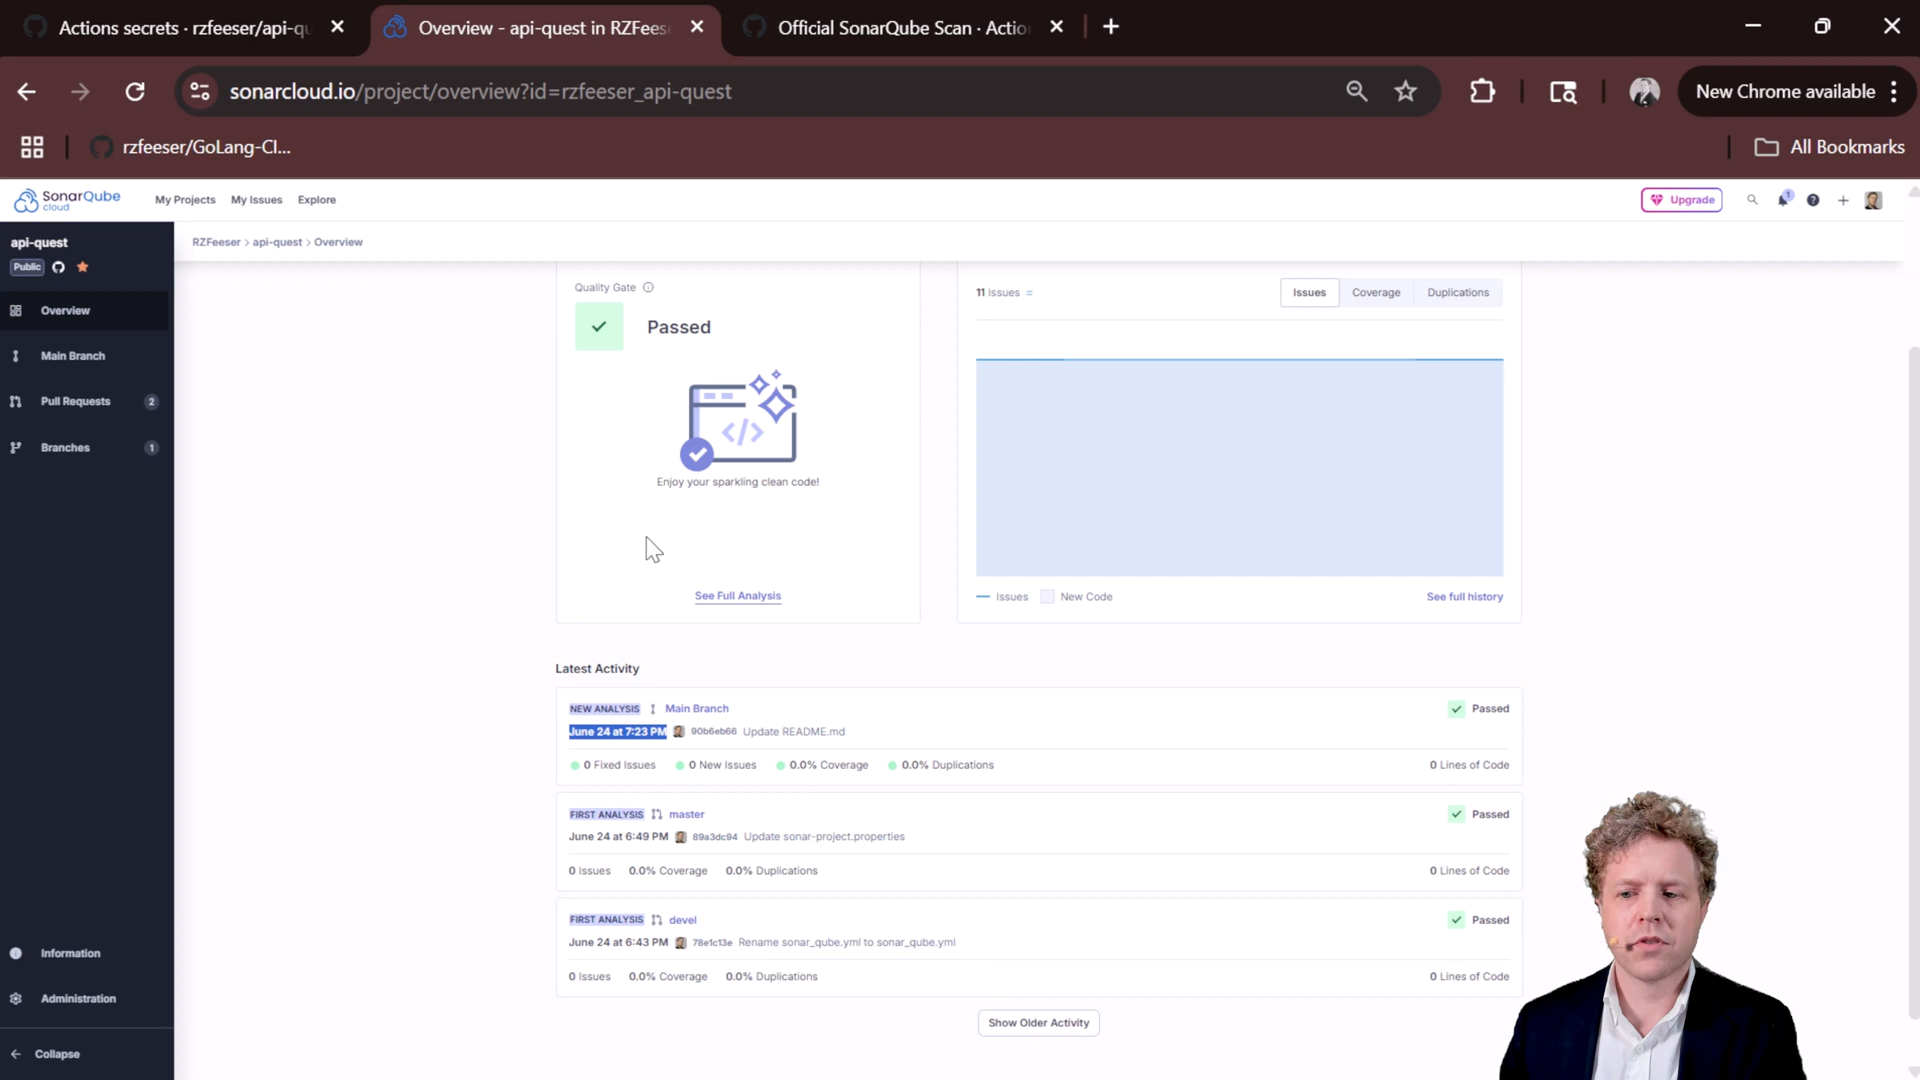 Actions secrets · rzfeeser/api-qu
Overview - api-quest in RZFeese
Official SonarQube Scan · Actio
sonarcloud.io/project/overview?id=rzfeeser_api-quest
New Chrome available
rzfeeser/GoLang-CI...
All Bookmarks
SonarQube cloud
My Projects
My Issues
Explore
Upgrade
1
api-quest
Public
RZFeeser > api-quest > Overview
Overview
Main Branch
Pull Requests 2
Branches 1
Information
Administration
Collapse
Quality Gate
Passed
Enjoy your sparkling clean code!
See Full Analysis
11 Issues =
Issues
Coverage
Duplications
Issues
New Code
See full history
Latest Activity
NEW ANALYSIS Main Branch Passed
June 24 at 7:23 PM 90b6eb66 Update README.md
0 Fixed Issues 0 New Issues 0.0% Coverage 0.0% Duplications 0 Lines of Code
FIRST ANALYSIS master Passed
June 24 at 6:49 PM 89a3dc94 Update sonar-project.properties
0 Issues 0.0% Coverage 0.0% Duplications 0 Lines of Code
FIRST ANALYSIS devel Passed
June 24 at 6:43 PM 78e1c13e Rename sonar_qube.yml to sonar_qube.yml
0 Issues 0.0% Coverage 0.0% Duplications 0 Lines of Code
Show Older Activity